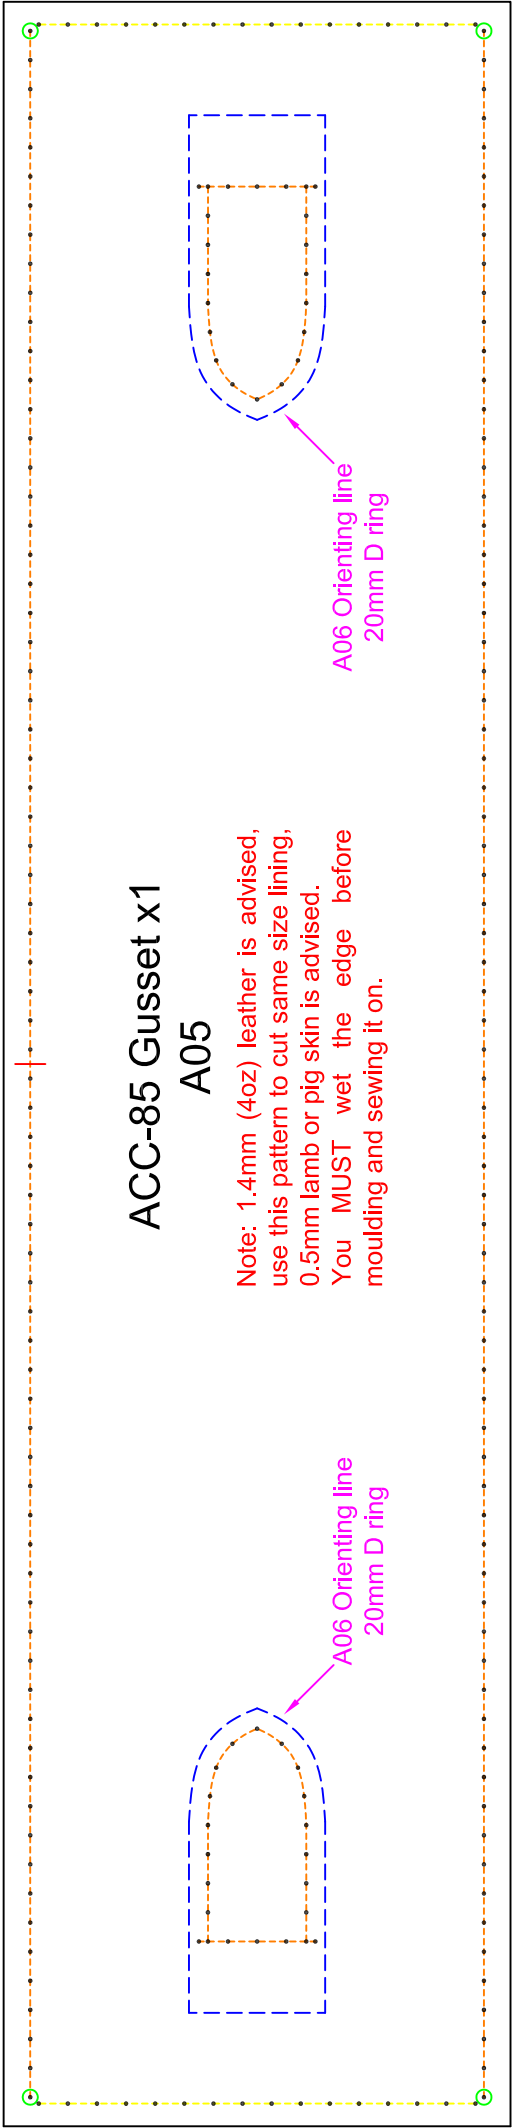 ACC-85 Gusset x1
A05
Note: 1.4mm (4oz) leather is advised,
use this pattern to cut same size lining,
0.5mm lamb or pig skin is advised.
You MUST wet the edge before
moulding and sewing it on.
A06 Orienting line
20mm D ring
A06 Orienting line
20mm D ring